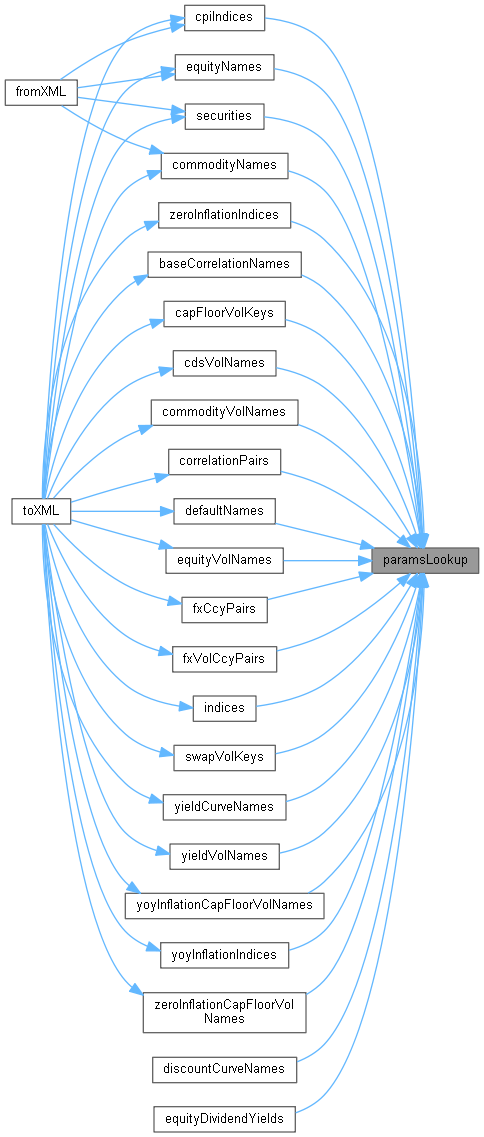 cpiIndices
equityNames
fromXML
securities
commodityNames
zeroInflationIndices
baseCorrelationNames
capFloorVolKeys
cdsVolNames
commodityVolNames
correlationPairs
toXML
defaultNames
equityVolNames
paramsLookup
fxCcyPairs
fxVolCcyPairs
indices
swapVolKeys
yieldCurveNames
yieldVolNames
yoyInflationCapFloorVolNames
yoyInflationIndices
zeroInflationCapFloorVol
Names
discountCurveNames
equityDividendYields